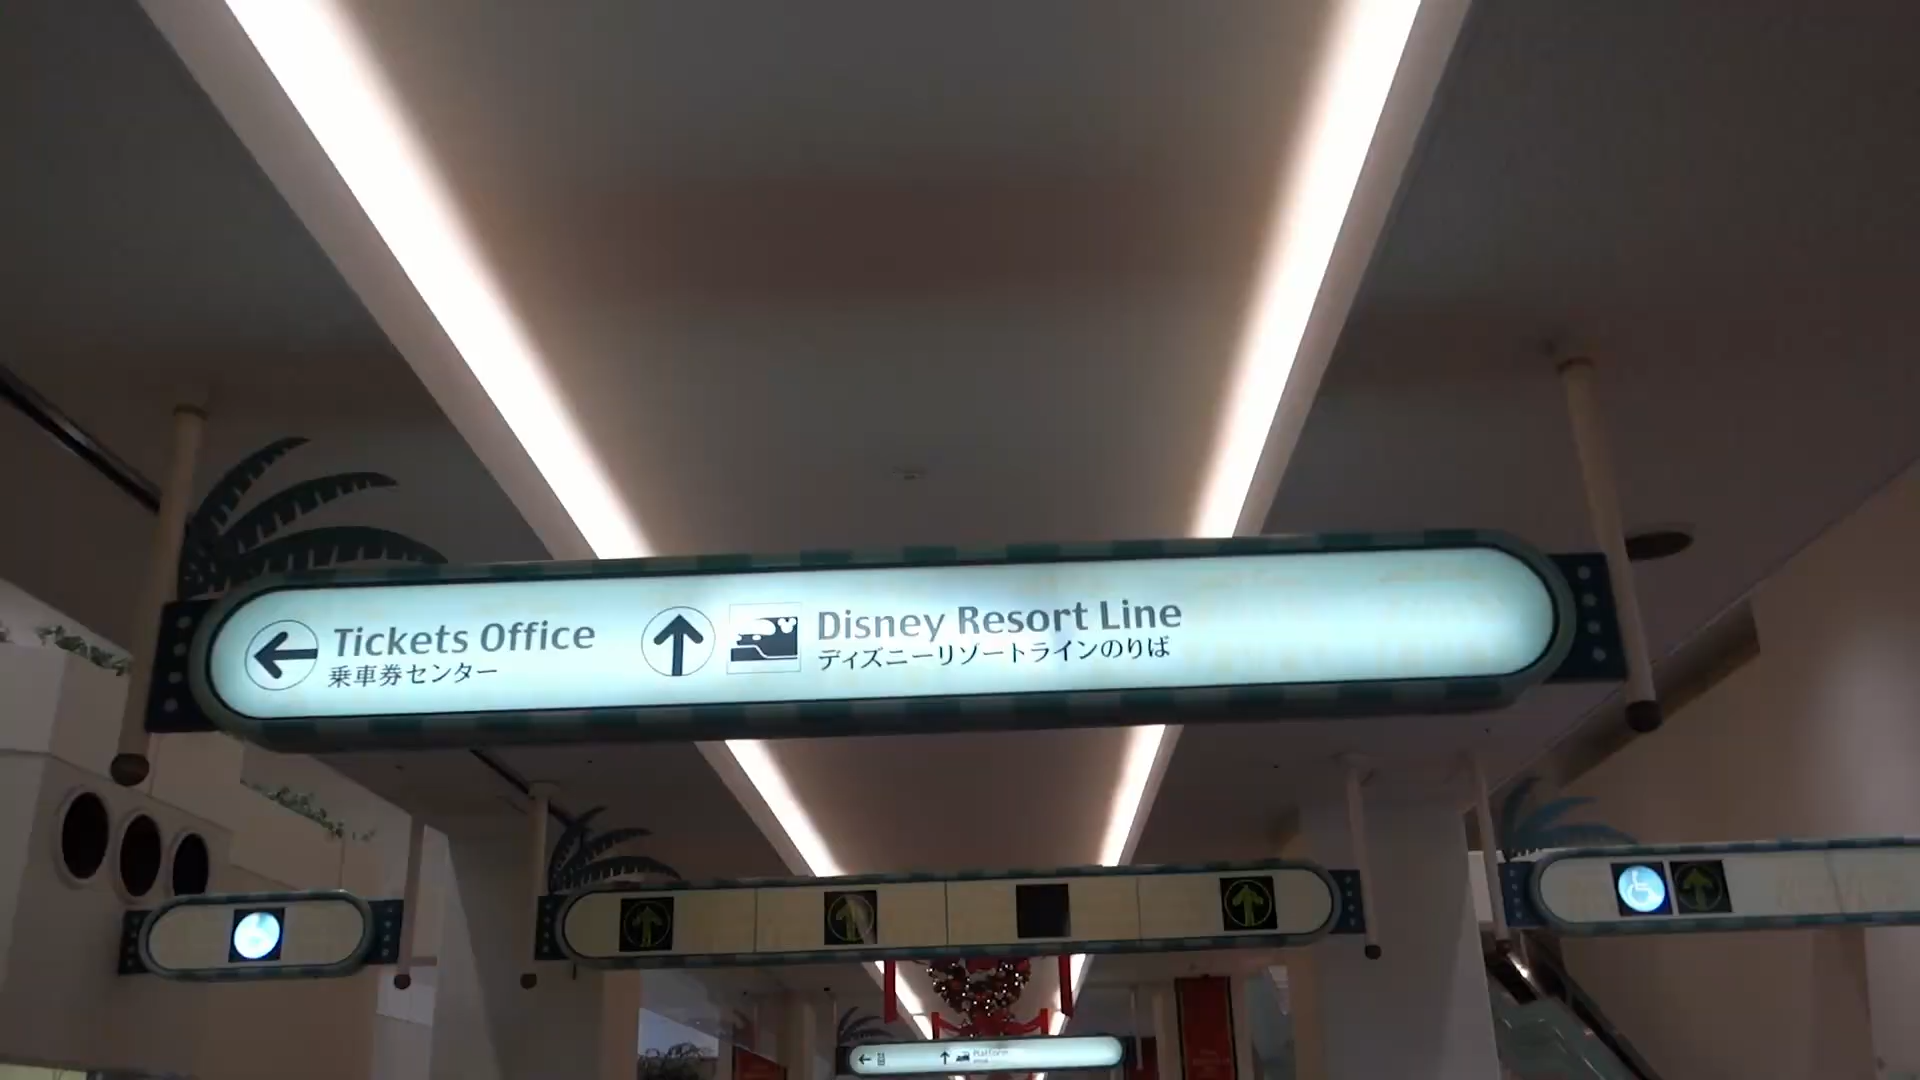 Tickets Office
乗車券センター
Disney Resort Line
ディズニーリゾートラインのりば
Platform